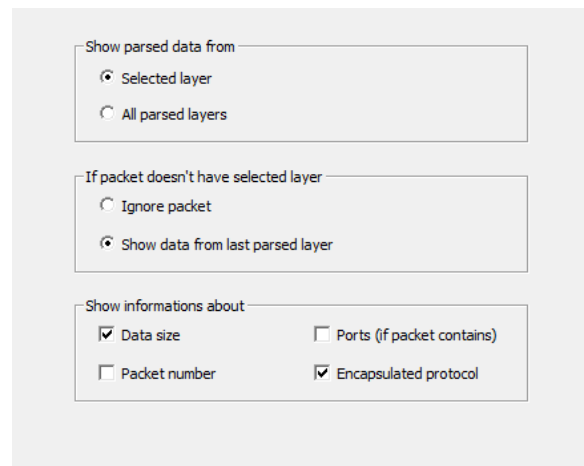 Show parsed data from
Selected layer
All parsed layers
If packet doesn't have selected layer
Ignore packet
Show data from last parsed layer
Show informations about
Data size
Ports (if packet contains)
Packet number
Encapsulated protocol